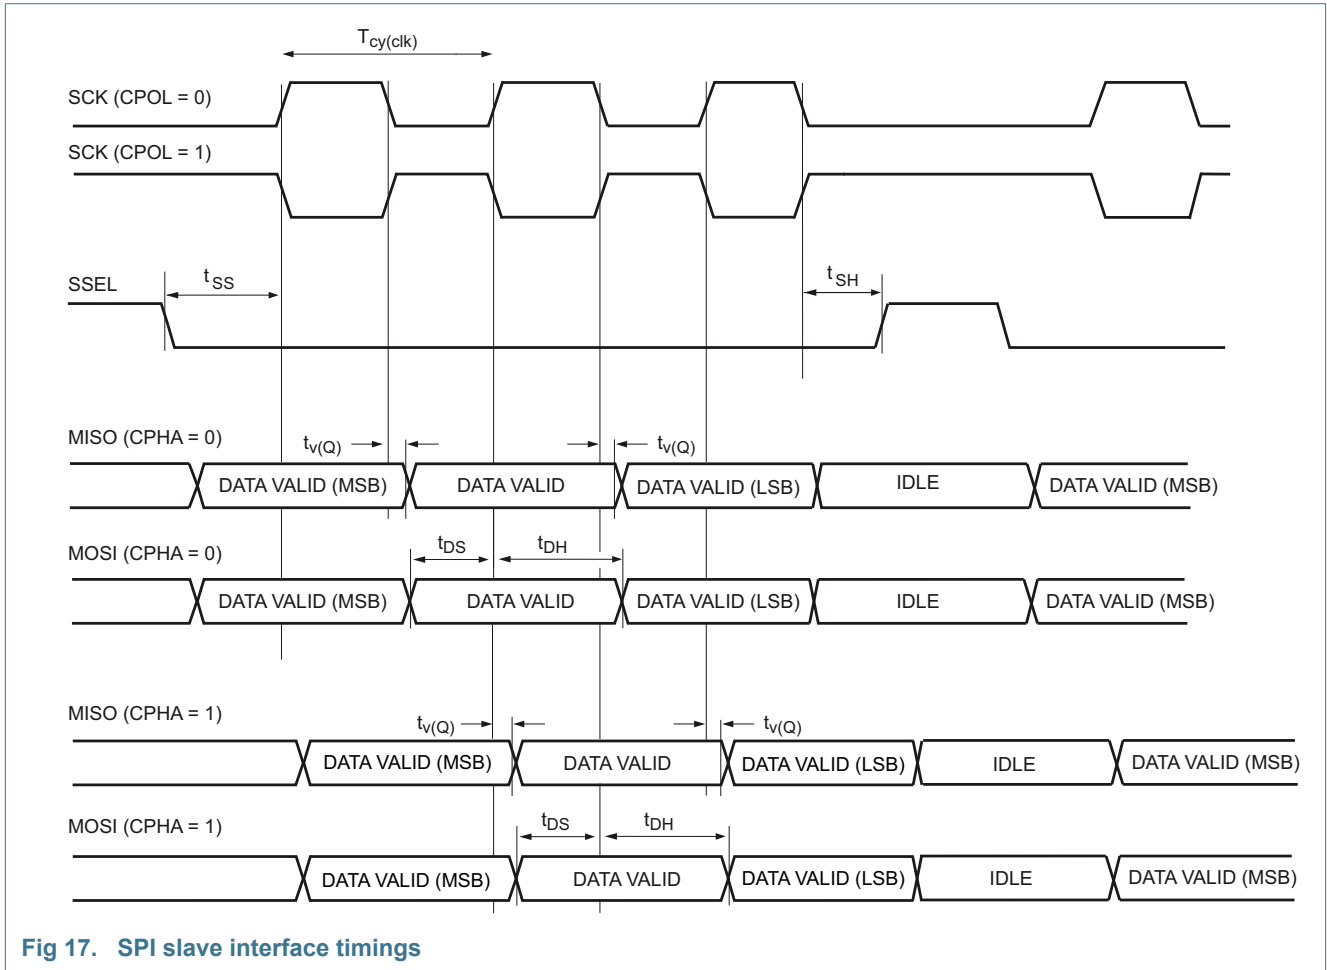 Tcy(clk)
SCK (CPOL = 0)
SCK (CPOL = 1)
SSEL
tSS
tSH
MISO (CPHA = 0)
tv(Q)
tv(Q)
DATA VALID (MSB) DATA VALID DATA VALID (LSB) IDLE DATA VALID (MSB)
MOSI (CPHA = 0)
tDS
tDH
DATA VALID (MSB) DATA VALID DATA VALID (LSB) IDLE DATA VALID (MSB)
MISO (CPHA = 1)
tv(Q)
tv(Q)
DATA VALID (MSB) DATA VALID DATA VALID (LSB) IDLE DATA VALID (MSB)
MOSI (CPHA = 1)
tDS
tDH
DATA VALID (MSB) DATA VALID DATA VALID (LSB) IDLE DATA VALID (MSB)
Fig 17. SPI slave interface timings